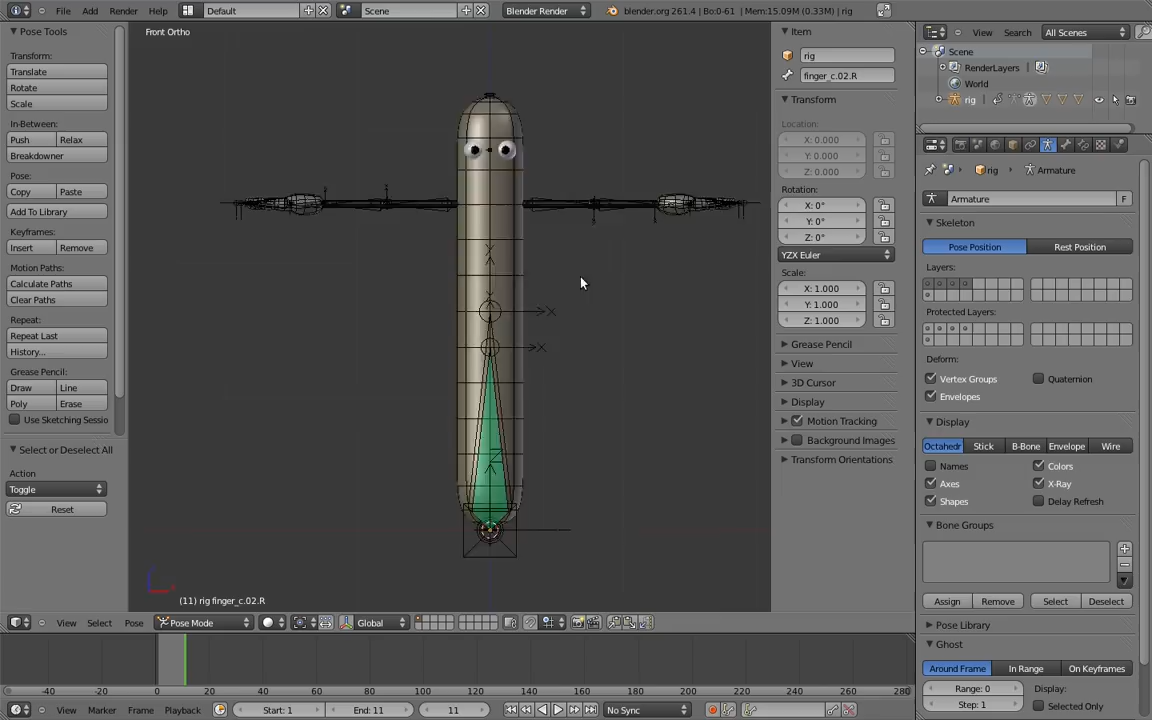 File Add Render Help Default Scene Blender Render blender.org 261.4 | Bo:0-61 | Mem:15.09M (0.33M) | rig
Pose Tools
Transform:
Translate
Rotate
Scale
In-Between:
Push Relax
Breakdowner
Pose:
Copy Paste
Add To Library
Keyframes:
Insert Remove
Motion Paths:
Calculate Paths
Clear Paths
Repeat:
Repeat Last
History...
Grease Pencil:
Draw Line
Poly Erase
Use Sketching Sessio
Select or Deselect All
Action
Toggle
Reset
Front Ortho
X
X
X
(11) rig finger_c.02.R
View Select Pose Pose Mode Global
Item
rig
finger_c.02.R
Transform
Location:
X: 0.000
Y: 0.000
Z: 0.000
Rotation:
X: 0°
Y: 0°
Z: 0°
YZX Euler
Scale:
X: 1.000
Y: 1.000
Z: 1.000
Grease Pencil
View
3D Cursor
Display
Motion Tracking
Background Images
Transform Orientations
View Search All Scenes
Scene
RenderLayers
World
rig
rig Armature
Armature F
Skeleton
Pose Position Rest Position
Layers:
Protected Layers:
Deform:
Vertex Groups Quaternion
Envelopes
Display
Octahedr Stick B-Bone Envelope Wire
Names Colors
Axes X-Ray
Shapes Delay Refresh
Bone Groups
Assign Remove Select Deselect
Pose Library
Ghost
Around Frame In Range On Keyframes
Range: 0 Display:
Step: 1 Selected Only
-40 -20 0 20 40 60 80 100 120 140 160 180 200 220 240 260 280
View Marker Frame Playback Start: 1 End: 11 11 No Sync